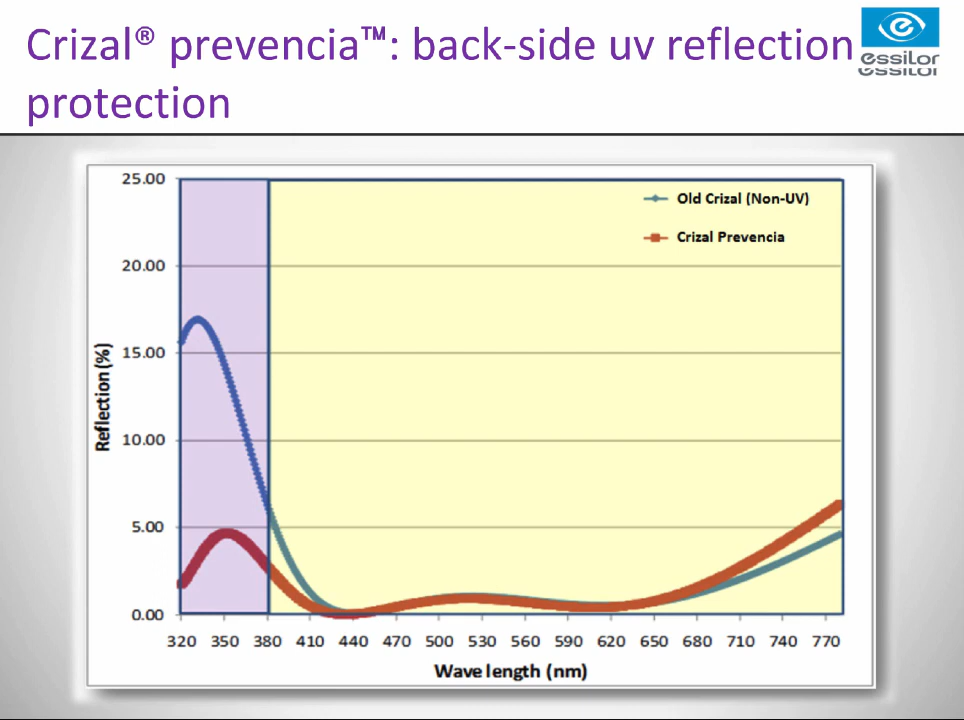 Crizal® prevencia™: back-side uv reflection
protection
essilor
25.00
20.00
15.00
10.00
5.00
0.00
Reflection (%)
Old Crizal (Non-UV)
Crizal Prevencia
320 350 380 410 440 470 500 530 560 590 620 650 680 710 740 770
Wave length (nm)